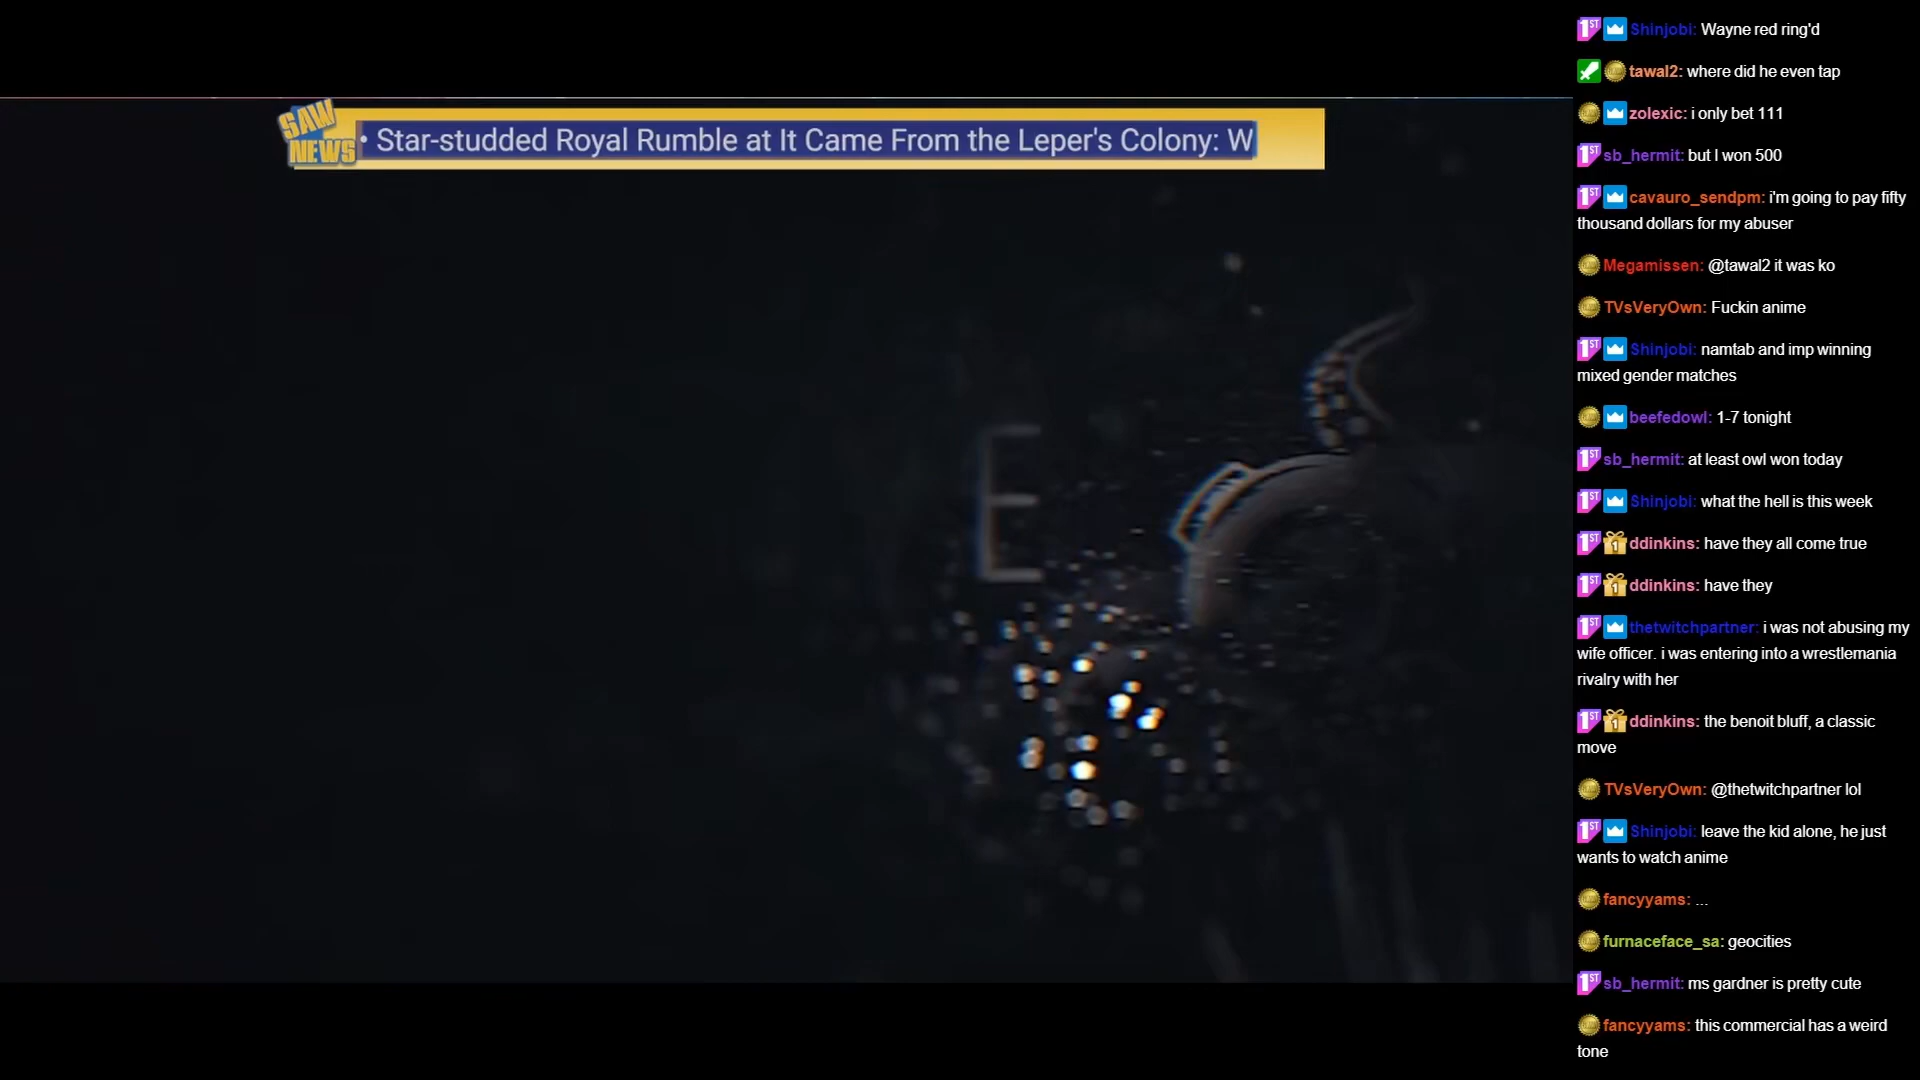 SAW
NEWS
• Star-studded Royal Rumble at It Came From the Leper's Colony: W
E
Shinjobi: Wayne red ring'd
tawal2: where did he even tap
zolexic: i only bet 111
sb_hermit: but I won 500
cavauro_sendpm: i'm going to pay fifty
thousand dollars for my abuser
Megamissen: @tawal2 it was ko
TVsVeryOwn: Fuckin anime
Shinjobi: namtab and imp winning
mixed gender matches
beefedowl: 1-7 tonight
sb_hermit: at least owl won today
Shinjobi: what the hell is this week
ddinkins: have they all come true
ddinkins: have they
thetwitchpartner: i was not abusing my
wife officer. i was entering into a wrestlemania
rivalry with her
ddinkins: the benoit bluff, a classic
move
TVsVeryOwn: @thetwitchpartner lol
Shinjobi: leave the kid alone, he just
wants to watch anime
fancyyams: ...
furnaceface_sa: geocities
sb_hermit: ms gardner is pretty cute
fancyyams: this commercial has a weird
tone